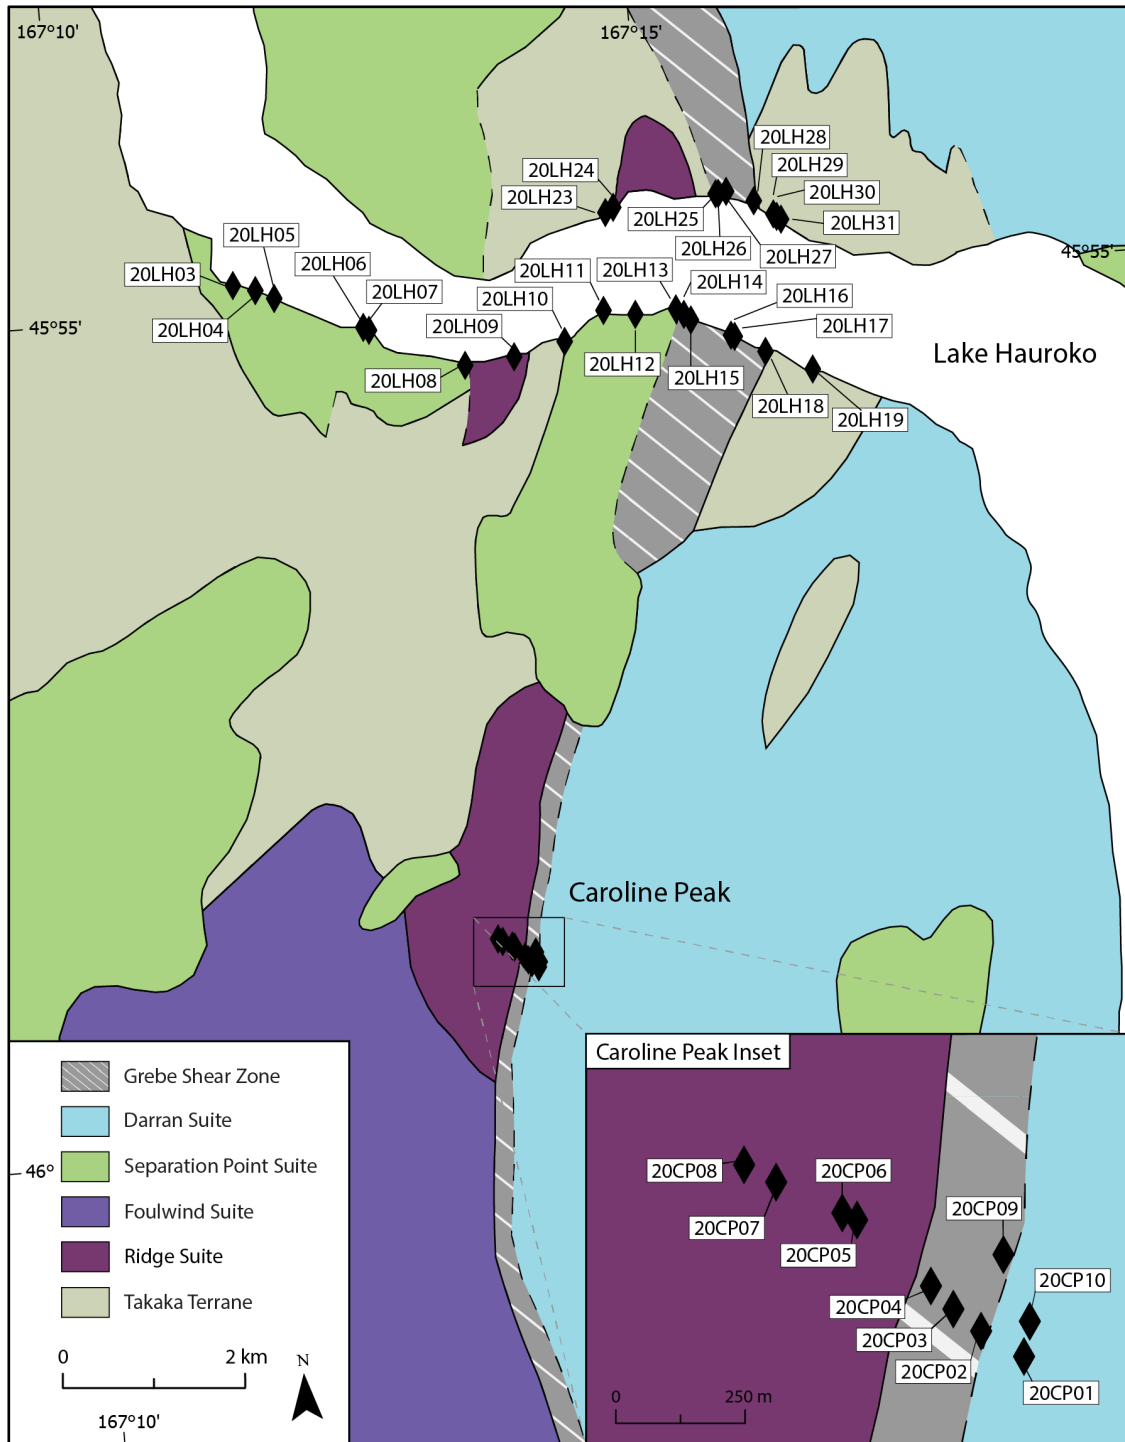 167°10'
167°15'
20LH28
20LH29
20LH24
20LH30
20LH23
20LH25
20LH31
20LH05
20LH26
45°55'
20LH27
20LH06
20LH03
20LH11
20LH13
20LH14
20LH07
20LH10
20LH16
20LH04
45°55'
20LH09
20LH17
Lake Hauroko
20LH12
20LH08
20LH15
20LH18
20LH19
Caroline Peak
Caroline Peak Inset
Grebe Shear Zone
Darran Suite
Separation Point Suite
46°
20CP08
20CP06
Foulwind Suite
20CP09
20CP07
Ridge Suite
20CP05
20CP10
Takaka Terrane
20CP04
20CP03
0
2 km
N
20CP02
20CP01
0
250 m
167°10'